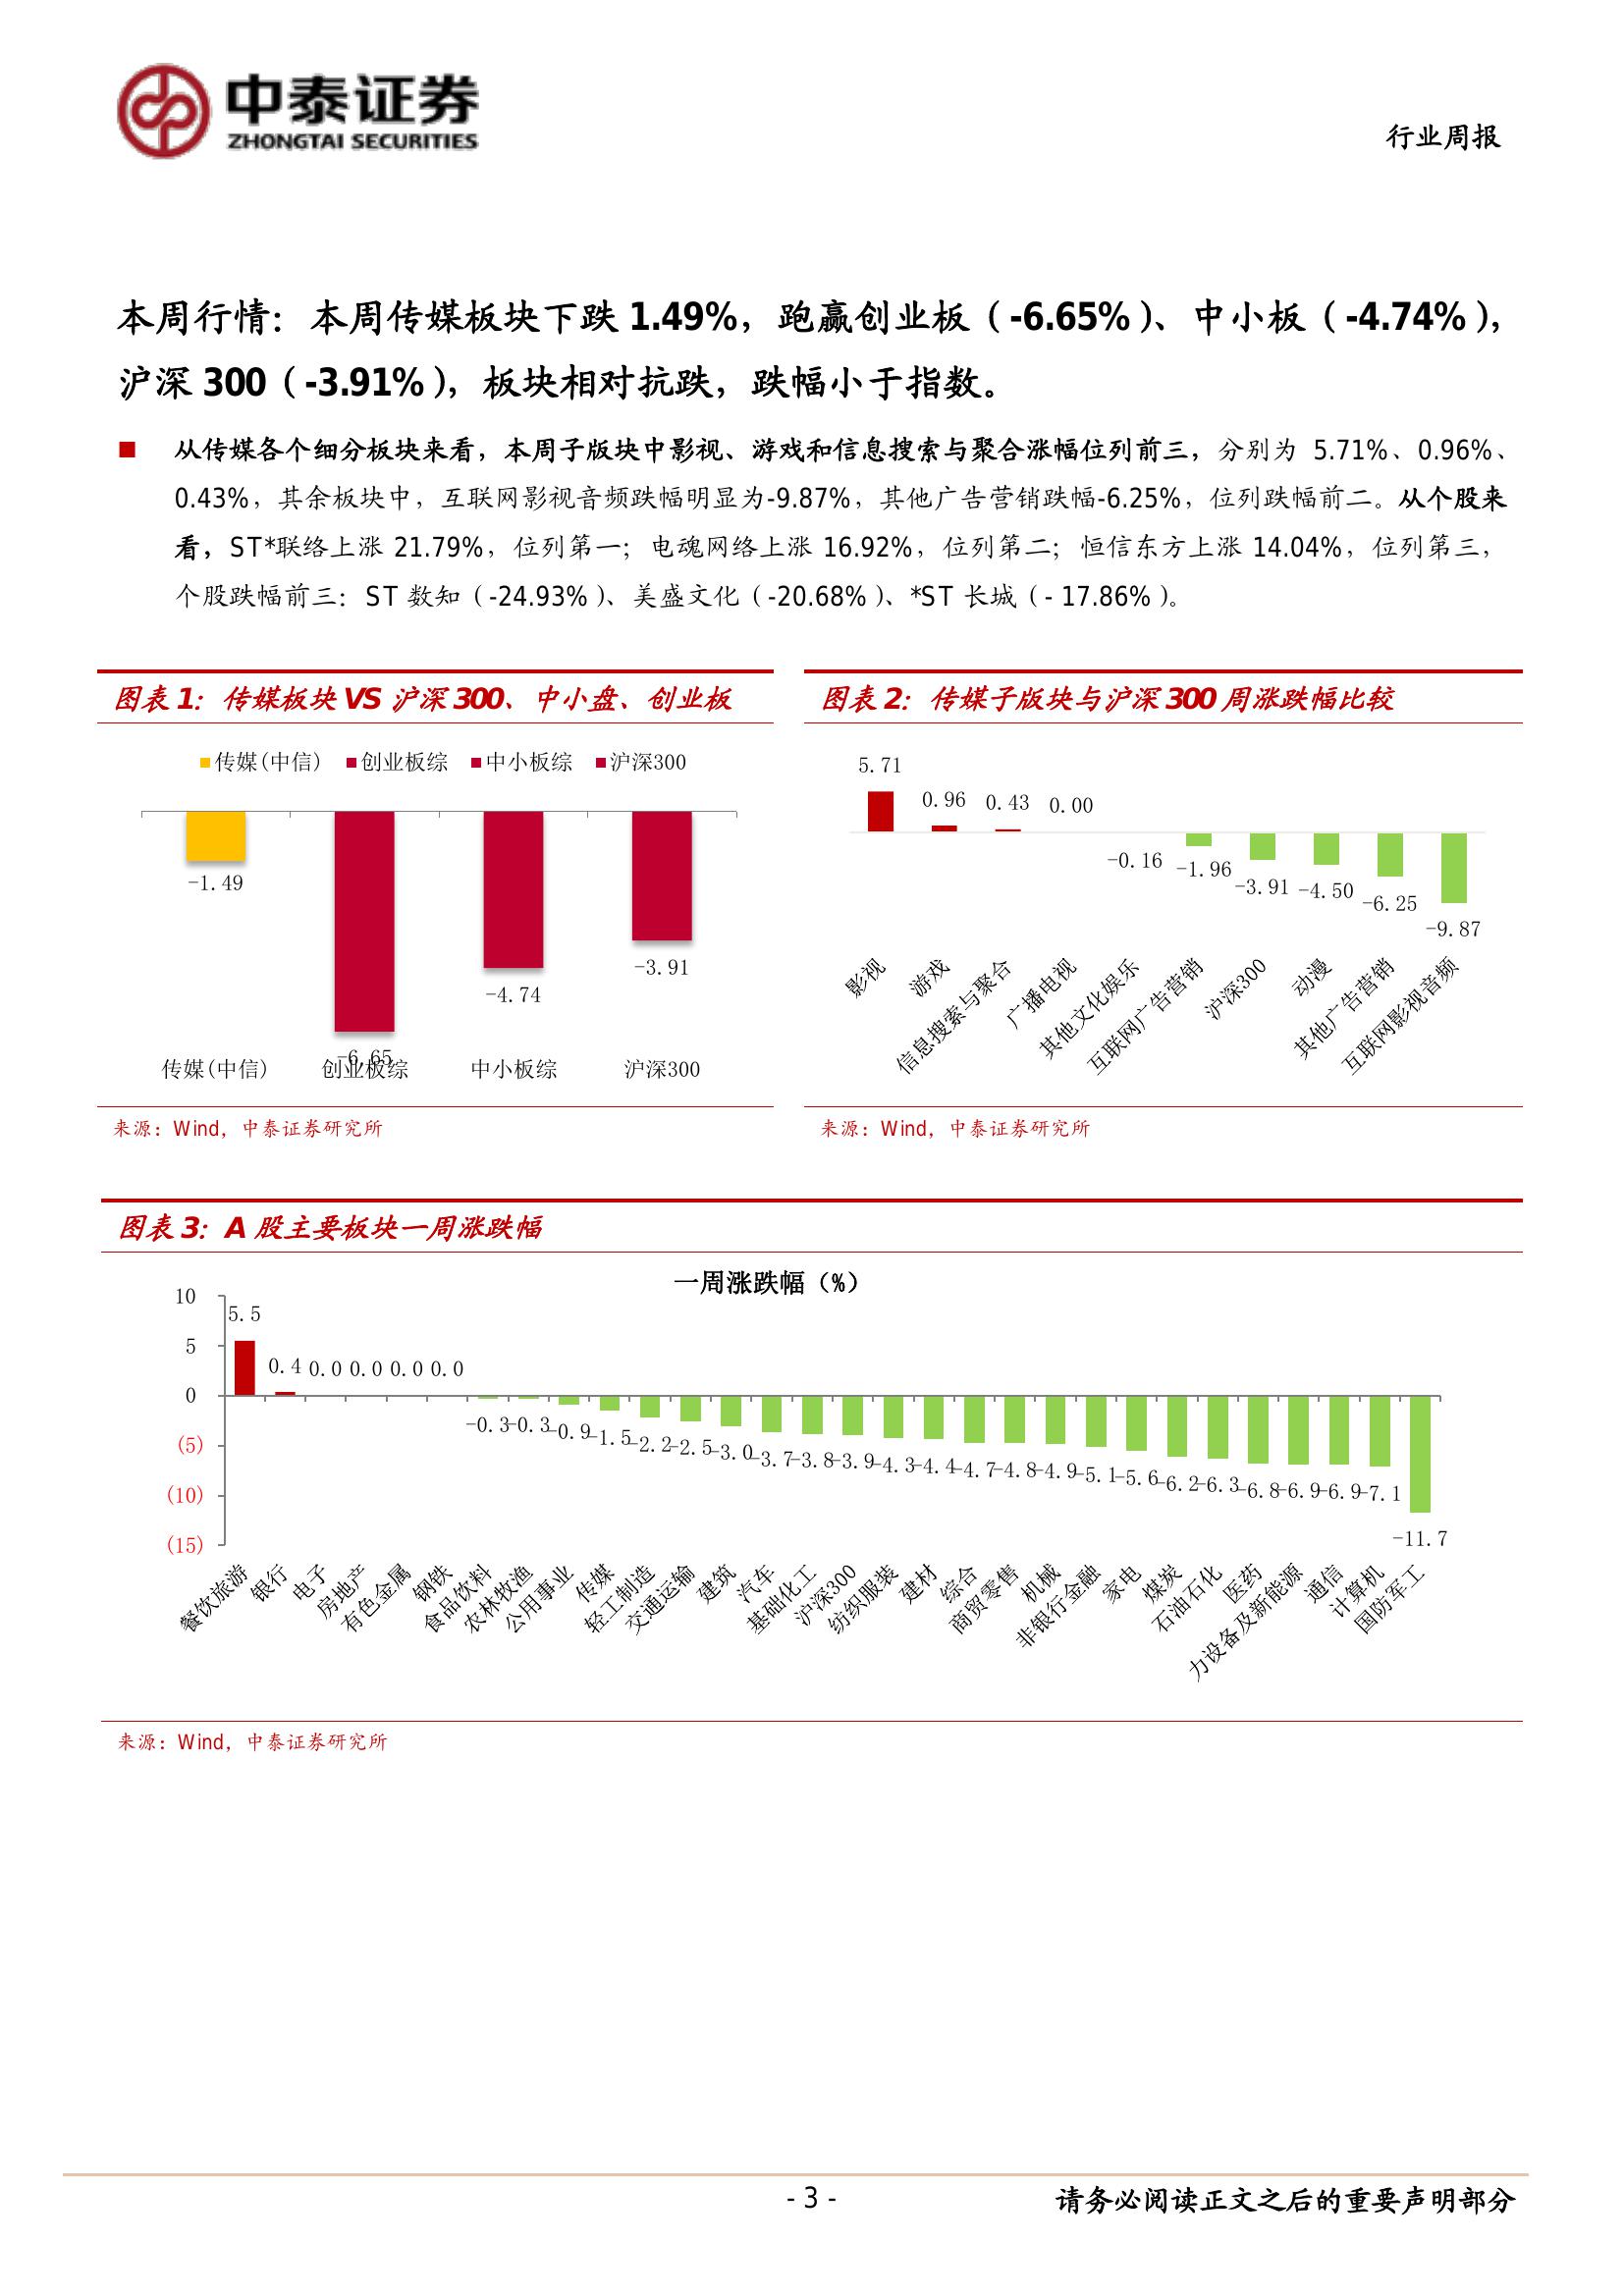 中泰证券
ZHONGTAI SECURITIES
行业周报
本周行情：本周传媒板块下跌 1.49%，跑赢创业板（-6.65%）、中小板（-4.74%），
沪深 300（-3.91%），板块相对抗跌，跌幅小于指数。
■ 从传媒各个细分板块来看，本周子版块中影视、游戏和信息搜索与聚合涨幅位列前三，分别为 5.71%、0.96%、
0.43%，其余板块中，互联网影视音频跌幅明显为-9.87%，其他广告营销跌幅-6.25%，位列跌幅前二。从个股来
看，ST*联络上涨 21.79%，位列第一；电魂网络上涨 16.92%，位列第二；恒信东方上涨 14.04%，位列第三，
个股跌幅前三：ST 数知（-24.93%）、美盛文化（-20.68%）、*ST 长城（- 17.86%）。
图表 1：传媒板块 VS 沪深 300、中小盘、创业板
传媒(中信) 创业板综 中小板综 沪深300
-1.49
-6.65
-4.74
-3.91
传媒(中信) 创业板综 中小板综 沪深300
来源：Wind，中泰证券研究所
图表 2：传媒子版块与沪深 300 周涨跌幅比较
5.71 0.96 0.43 0.00 -0.16 -1.96 -3.91 -4.50 -6.25 -9.87
影视
游戏
信息搜索与聚合
广播电视
其他文化娱乐
互联网广告营销
沪深300
动漫
其他广告营销
互联网影视音频
来源：Wind，中泰证券研究所
图表 3：A 股主要板块一周涨跌幅
一周涨跌幅（%）
10
5
0
(5)
(10)
(15)
5.5 0.4 0.0 0.0 0.0 0.0 -0.3 -0.3 -0.9 -1.5 -2.2 -2.5 -3.0 -3.7 -3.8 -3.9 -4.3 -4.4 -4.7 -4.8 -4.9 -5.1 -5.6 -6.2 -6.3 -6.8 -6.9 -6.9 -7.1 -11.7
餐饮旅游
银行
电子
房地产
有色金属
钢铁
食品饮料
农林牧渔
公用事业
传媒
轻工制造
交通运输
建筑
汽车
基础化工
沪深300
纺织服装
建材
综合
商贸零售
机械
非银行金融
家电
煤炭
石油石化
医药
力设备及新能源
通信
计算机
国防军工
来源：Wind，中泰证券研究所
- 3 -
请务必阅读正文之后的重要声明部分